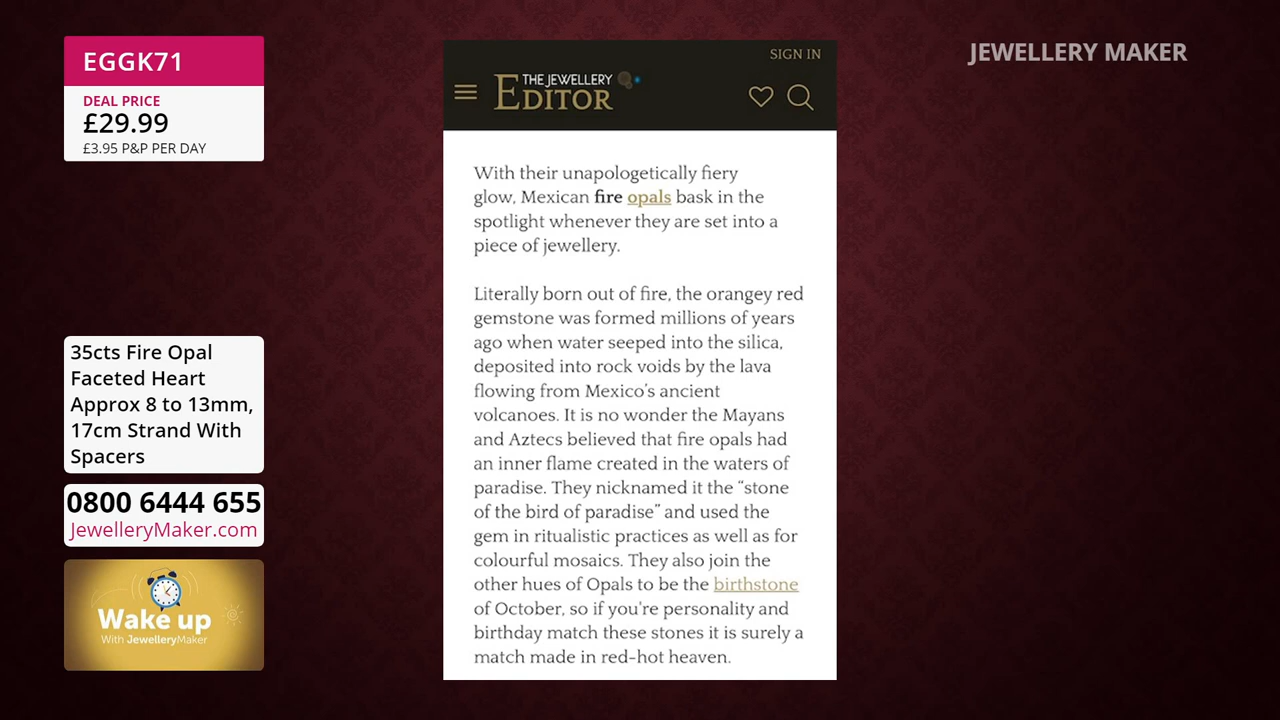 EGGK71
DEAL PRICE
£29.99
£3.95 P&P PER DAY
35cts Fire Opal
Faceted Heart
Approx 8 to 13mm,
17cm Strand With
Spacers
0800 6444 655
JewelleryMaker.com
Wake up
With JewelleryMaker
SIGN IN
THE JEWELLERY
EDITOR
With their unapologetically fiery
glow, Mexican fire opals bask in the
spotlight whenever they are set into a
piece of jewellery.
Literally born out of fire, the orangey red
gemstone was formed millions of years
ago when water seeped into the silica,
deposited into rock voids by the lava
flowing from Mexico’s ancient
volcanoes. It is no wonder the Mayans
and Aztecs believed that fire opals had
an inner flame created in the waters of
paradise. They nicknamed it the “stone
of the bird of paradise” and used the
gem in ritualistic practices as well as for
colourful mosaics. They also join the
other hues of Opals to be the birthstone
of October, so if you're personality and
birthday match these stones it is surely a
match made in red-hot heaven.
JEWELLERY MAKER